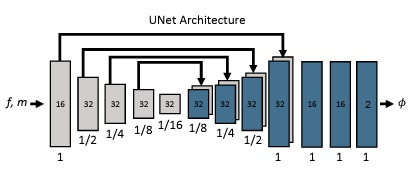 UNet Architecture
f, m
16 32 32 32 32 32 32 32 32 16 16 2
ϕ
1 1/2 1/4 1/8 1/16 1/8 1/4 1/2 1 1 1 1